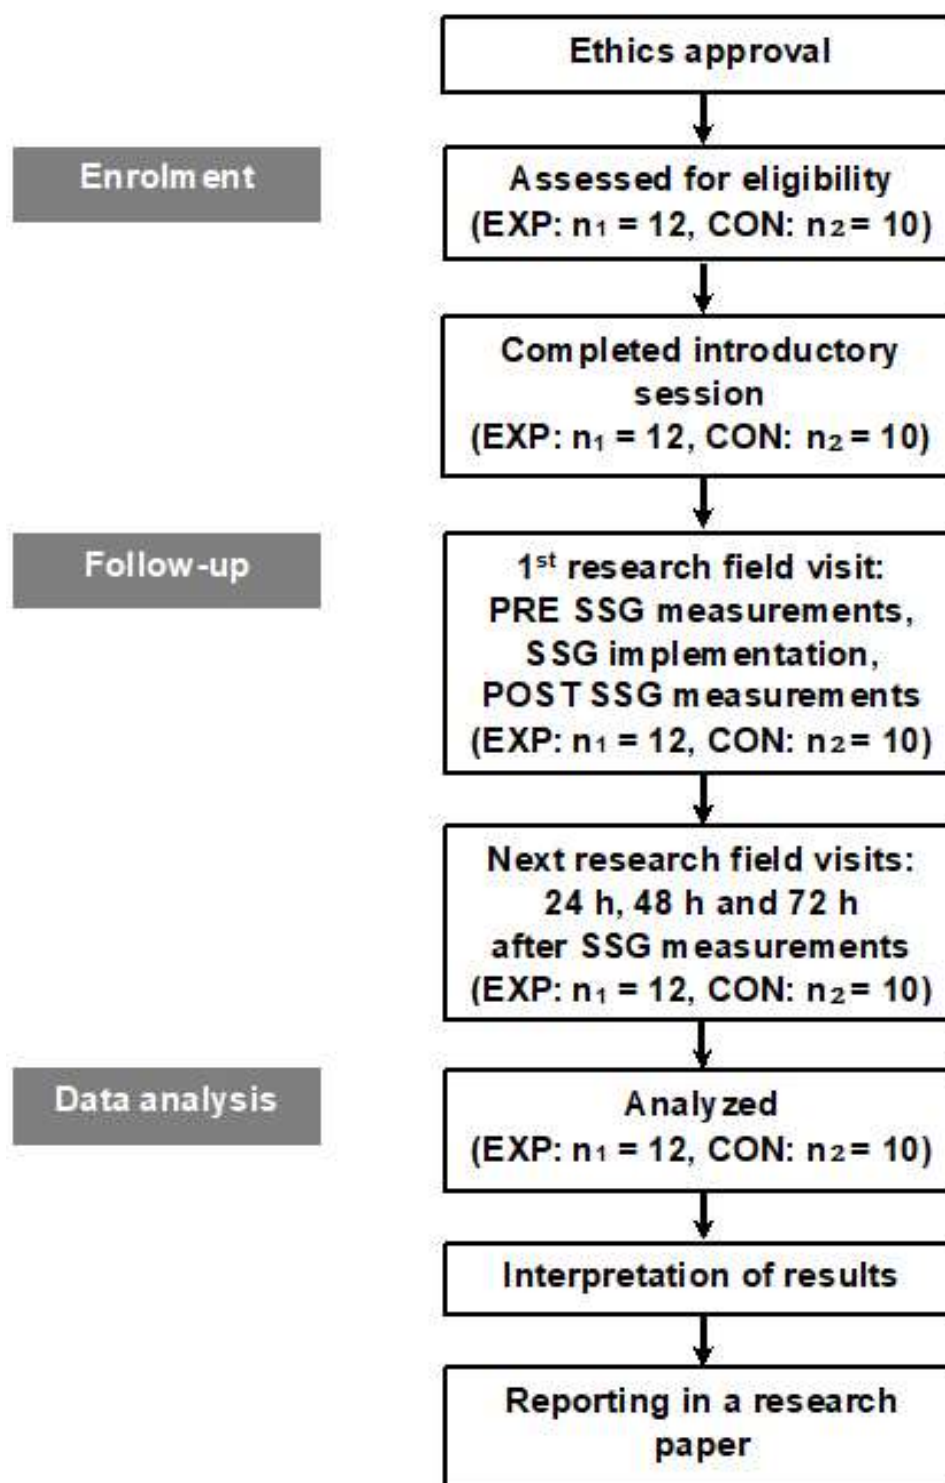 Ethics approval
Enrolment
Assessed for eligibility
(EXP: n₁ = 12, CON: n₂ = 10)
Completed introductory
session
(EXP: n₁ = 12, CON: n₂ = 10)
Follow-up
1ˢᵗ research field visit:
PRE SSG measurements,
SSG implementation,
POST SSG measurements
(EXP: n₁ = 12, CON: n₂ = 10)
Next research field visits:
24 h, 48 h and 72 h
after SSG measurements
(EXP: n₁ = 12, CON: n₂ = 10)
Data analysis
Analyzed
(EXP: n₁ = 12, CON: n₂ = 10)
Interpretation of results
Reporting in a research
paper